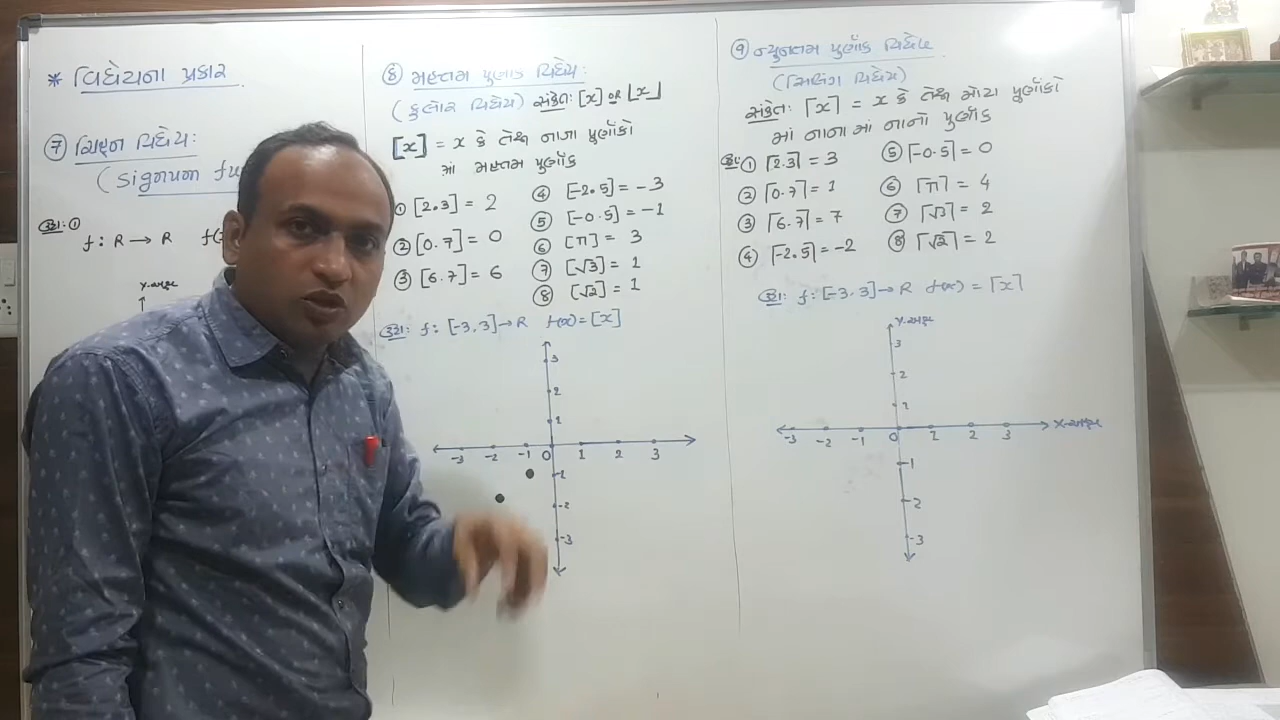 * વિધેયના પ્રકાર
⑦ ચિહ્ન વિધેય:
(signum fu
ઉદા: ①
f : R → R f(
Y-અક્ષ
⑧ મહત્તમ પૂર્ણાંક વિધેય:
(ફ્લોર વિધેય) સંકેત: [x] OR ⌊x⌋
[x] = x કે તેથી નાના પૂર્ણાંકો
માં મહત્તમ પૂર્ણાંક
① [2.3] = 2
② [0.7] = 0
③ [6.7] = 6
④ [-2.5] = -3
⑤ [-0.5] = -1
⑥ [π] = 3
⑦ [√3] = 1
⑧ [√2] = 1
ઉદા: f : [-3,3] → R f(x) = [x]
3
2
1
-3 -2 -1 0 1 2 3
-1
-2
-3
૯ ન્યુનતમ પુર્ણાંક વિધેય
(સિલિંગ વિધેય)
સંકેત: ⌈x⌉ = x કે તેથી મોટા પૂર્ણાંકો
માં નાનામાં નાનો પૂર્ણાંક
ઉદા: ① ⌈2.3⌉ = 3
② ⌈0.7⌉ = 1
③ ⌈6.7⌉ = 7
④ ⌈-2.5⌉ = -2
⑤ ⌈-0.5⌉ = 0
⑥ ⌈π⌉ = 4
⑦ ⌈√3⌉ = 2
⑧ ⌈√2⌉ = 2
ઉદા: f : [-3,3] → R f(x) = ⌈x⌉
Y-અક્ષ
3
2
1
-3 -2 -1 0 1 2 3 X-અક્ષ
-1
-2
-3